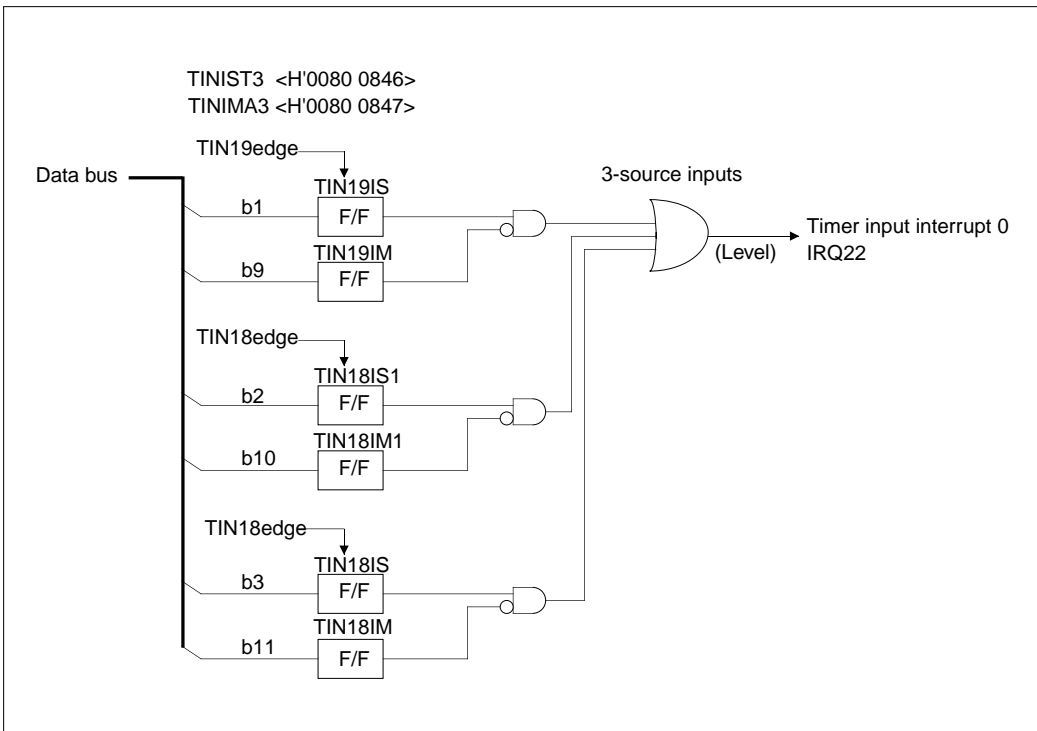 TINIST3 <H'0080 0846>
TINIMA3 <H'0080 0847>
TIN19edge
Data bus
TIN19IS
3-source inputs
b1
F/F
Timer input interrupt 0
(Level)
IRQ22
TIN19IM
b9
F/F
TIN18edge
TIN18IS1
b2
F/F
TIN18IM1
b10
F/F
TIN18edge
TIN18IS
b3
F/F
TIN18IM
b11
F/F